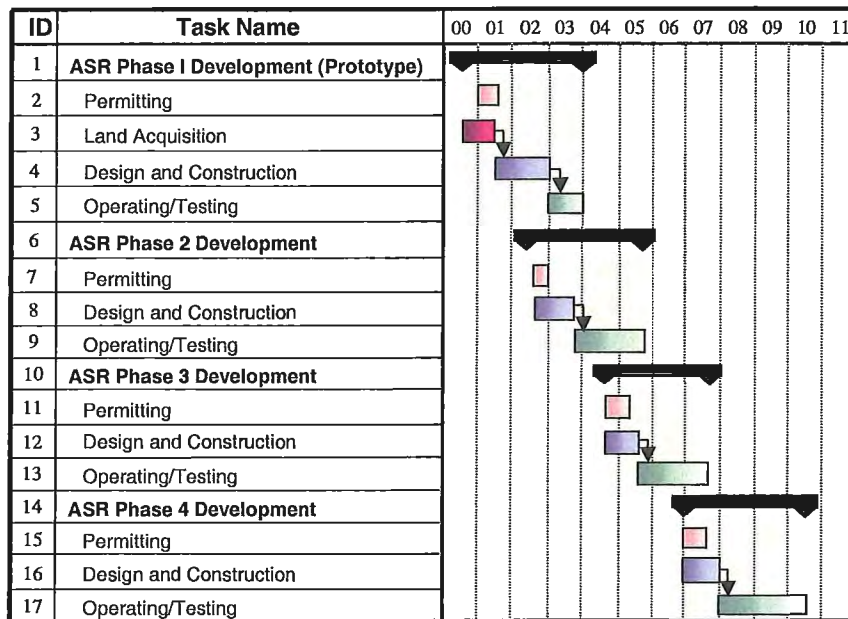 ID Task Name 00 01 02 03 04 05 06 07 08 09 10 11
1 ASR Phase I Development (Prototype)
2 Permitting
3 Land Acquisition
4 Design and Construction
5 Operating/Testing
6 ASR Phase 2 Development
7 Permitting
8 Design and Construction
9 Operating/Testing
10 ASR Phase 3 Development
11 Permitting
12 Design and Construction
13 Operating/Testing
14 ASR Phase 4 Development
15 Permitting
16 Design and Construction
17 Operating/Testing